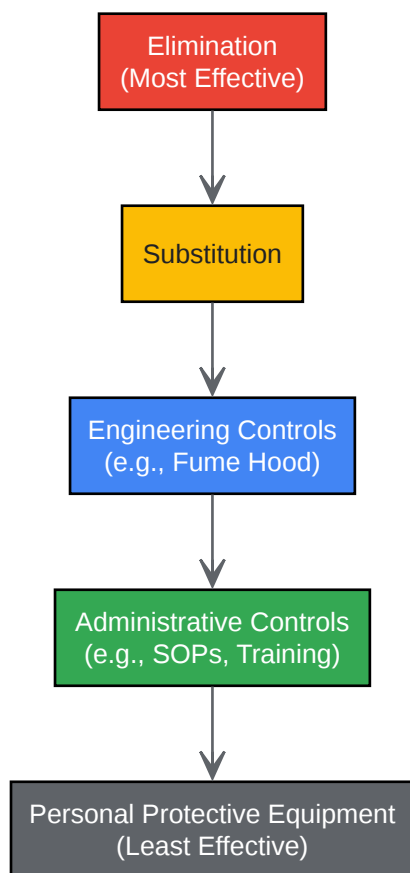 Elimination
(Most Effective)
Substitution
Engineering Controls
(e.g., Fume Hood)
Administrative Controls
(e.g., SOPs, Training)
Personal Protective Equipment
(Least Effective)